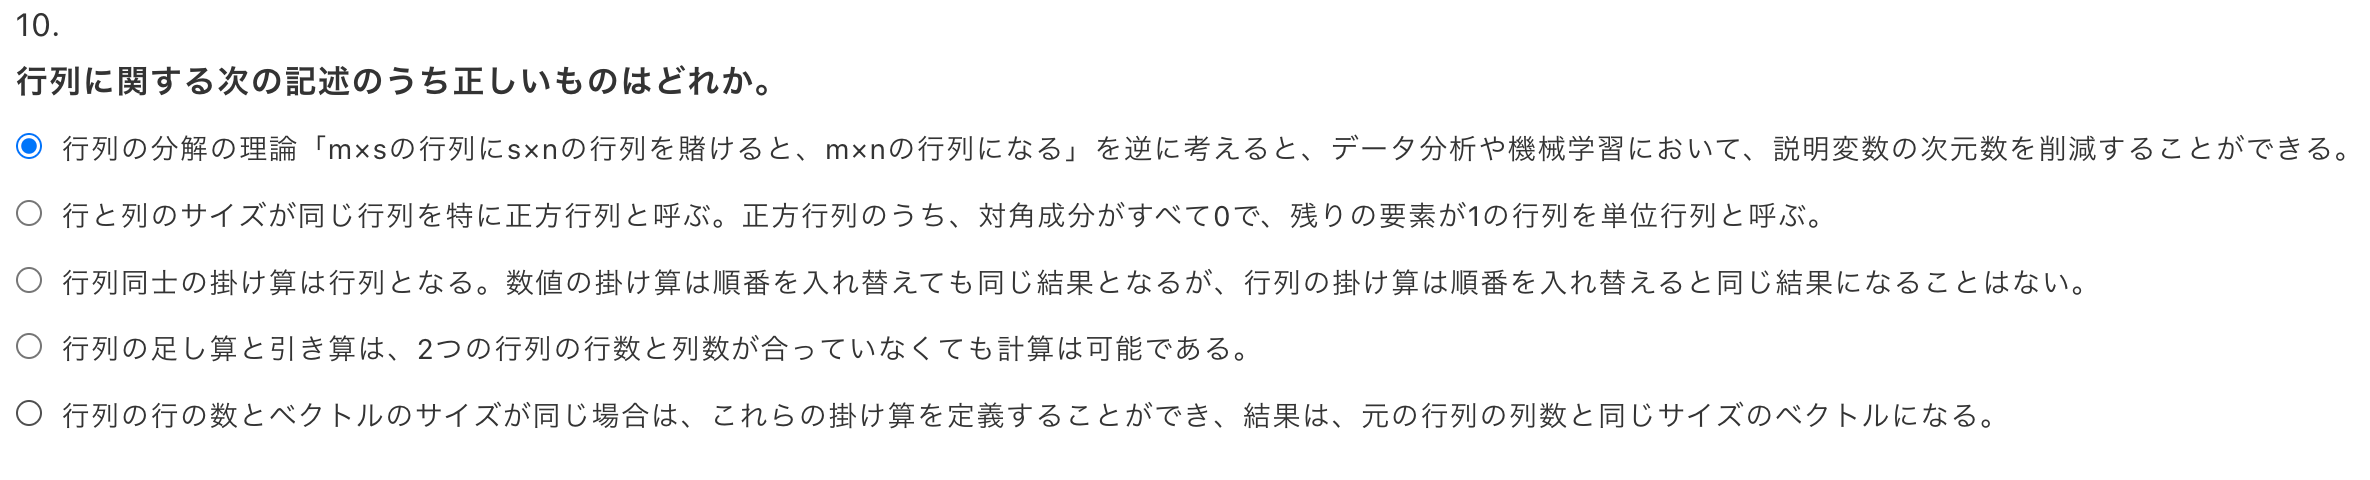 10.
行列に関する次の記述のうち正しいものはどれか。
行列の分解の理論「m×sの行列にs×nの行列を賭けると、m×nの行列になる」を逆に考えると、データ分析や機械学習において、説明変数の次元数を削減することができる。
行と列のサイズが同じ行列を特に正方行列と呼ぶ。正方行列のうち、対角成分がすべて0で、残りの要素が1の行列を単位行列と呼ぶ。
行列同士の掛け算は行列となる。数値の掛け算は順番を入れ替えても同じ結果となるが、行列の掛け算は順番を入れ替えると同じ結果になることはない。
行列の足し算と引き算は、2つの行列の行数と列数が合っていなくても計算は可能である。
行列の行の数とベクトルのサイズが同じ場合は、これらの掛け算を定義することができ、結果は、元の行列の列数と同じサイズのベクトルになる。